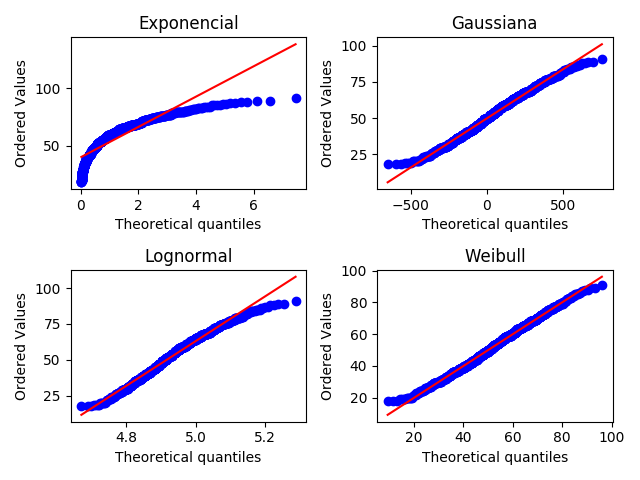 Exponencial
Ordered Values
100
50
0
2
4
6
Theoretical quantiles
Gaussiana
Ordered Values
100
75
50
25
−500
0
500
Theoretical quantiles
Lognormal
Ordered Values
100
75
50
25
4.8
5.0
5.2
Theoretical quantiles
Weibull
Ordered Values
100
80
60
40
20
20
40
60
80
100
Theoretical quantiles